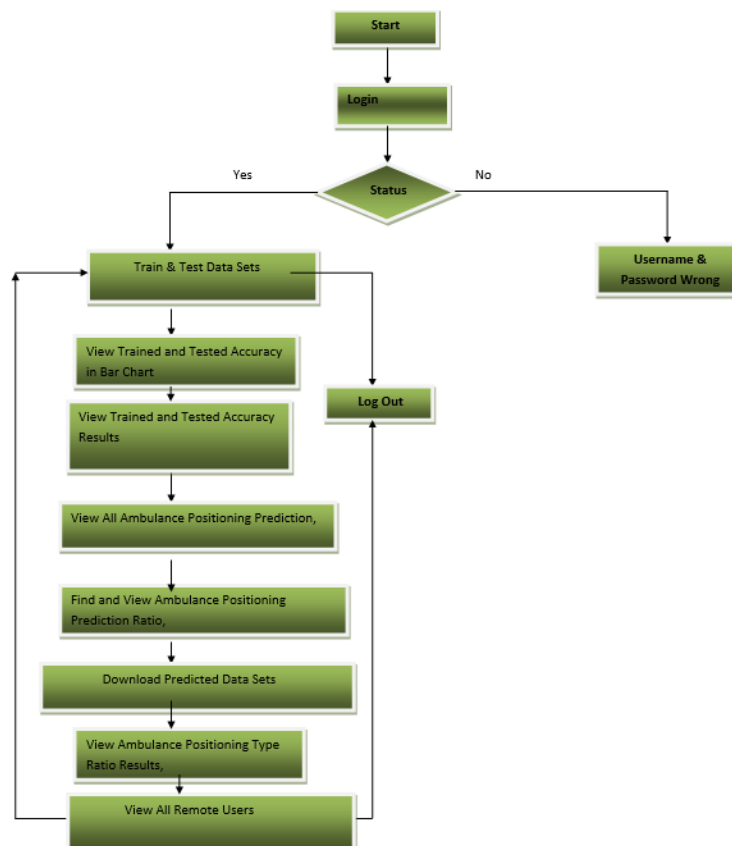 Start
Login
Status
Yes
No
Username &
Password Wrong
Train & Test Data Sets
View Trained and Tested Accuracy
in Bar Chart
Log Out
View Trained and Tested Accuracy
Results
View All Ambulance Positioning Prediction,
Find and View Ambulance Positioning
Prediction Ratio,
Download Predicted Data Sets
View Ambulance Positioning Type
Ratio Results,
View All Remote Users